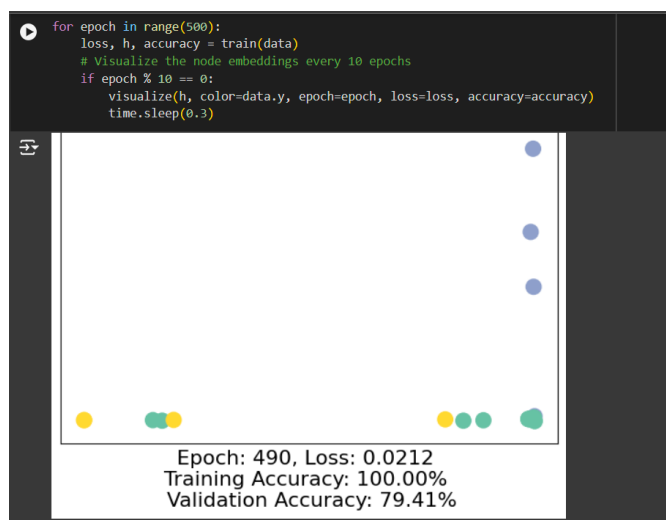 for epoch in range(500):
    loss, h, accuracy = train(data)
    # Visualize the node embeddings every 10 epochs
    if epoch % 10 == 0:
        visualize(h, color=data.y, epoch=epoch, loss=loss, accuracy=accuracy)
        time.sleep(0.3)
Epoch: 490, Loss: 0.0212
Training Accuracy: 100.00%
Validation Accuracy: 79.41%